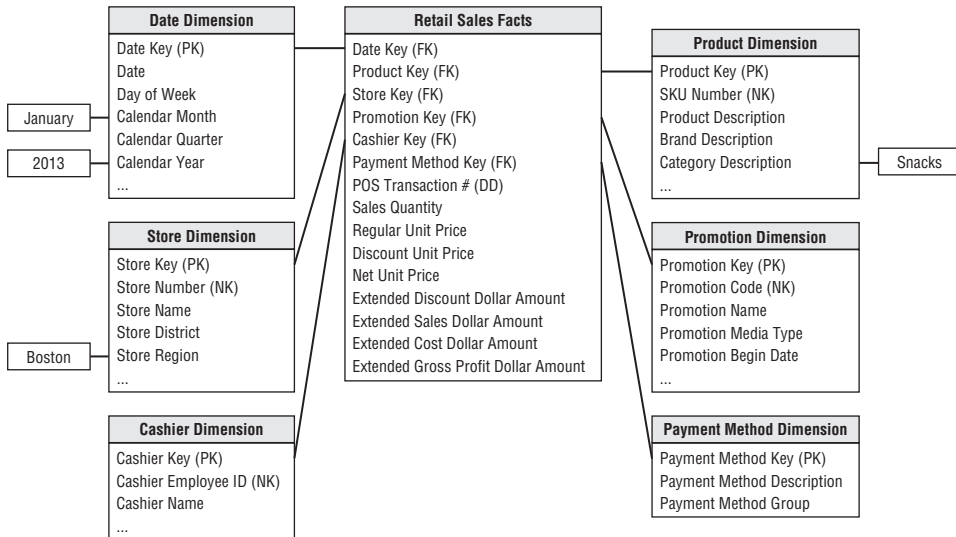 Date Dimension
Date Key (PK)
Date
Day of Week
Calendar Month
Calendar Quarter
Calendar Year
...
January
2013
Store Dimension
Store Key (PK)
Store Number (NK)
Store Name
Store District
Store Region
...
Boston
Cashier Dimension
Cashier Key (PK)
Cashier Employee ID (NK)
Cashier Name
...
Retail Sales Facts
Date Key (FK)
Product Key (FK)
Store Key (FK)
Promotion Key (FK)
Cashier Key (FK)
Payment Method Key (FK)
POS Transaction # (DD)
Sales Quantity
Regular Unit Price
Discount Unit Price
Net Unit Price
Extended Discount Dollar Amount
Extended Sales Dollar Amount
Extended Cost Dollar Amount
Extended Gross Profit Dollar Amount
Product Dimension
Product Key (PK)
SKU Number (NK)
Product Description
Brand Description
Category Description
...
Snacks
Promotion Dimension
Promotion Key (PK)
Promotion Code (NK)
Promotion Name
Promotion Media Type
Promotion Begin Date
...
Payment Method Dimension
Payment Method Key (PK)
Payment Method Description
Payment Method Group